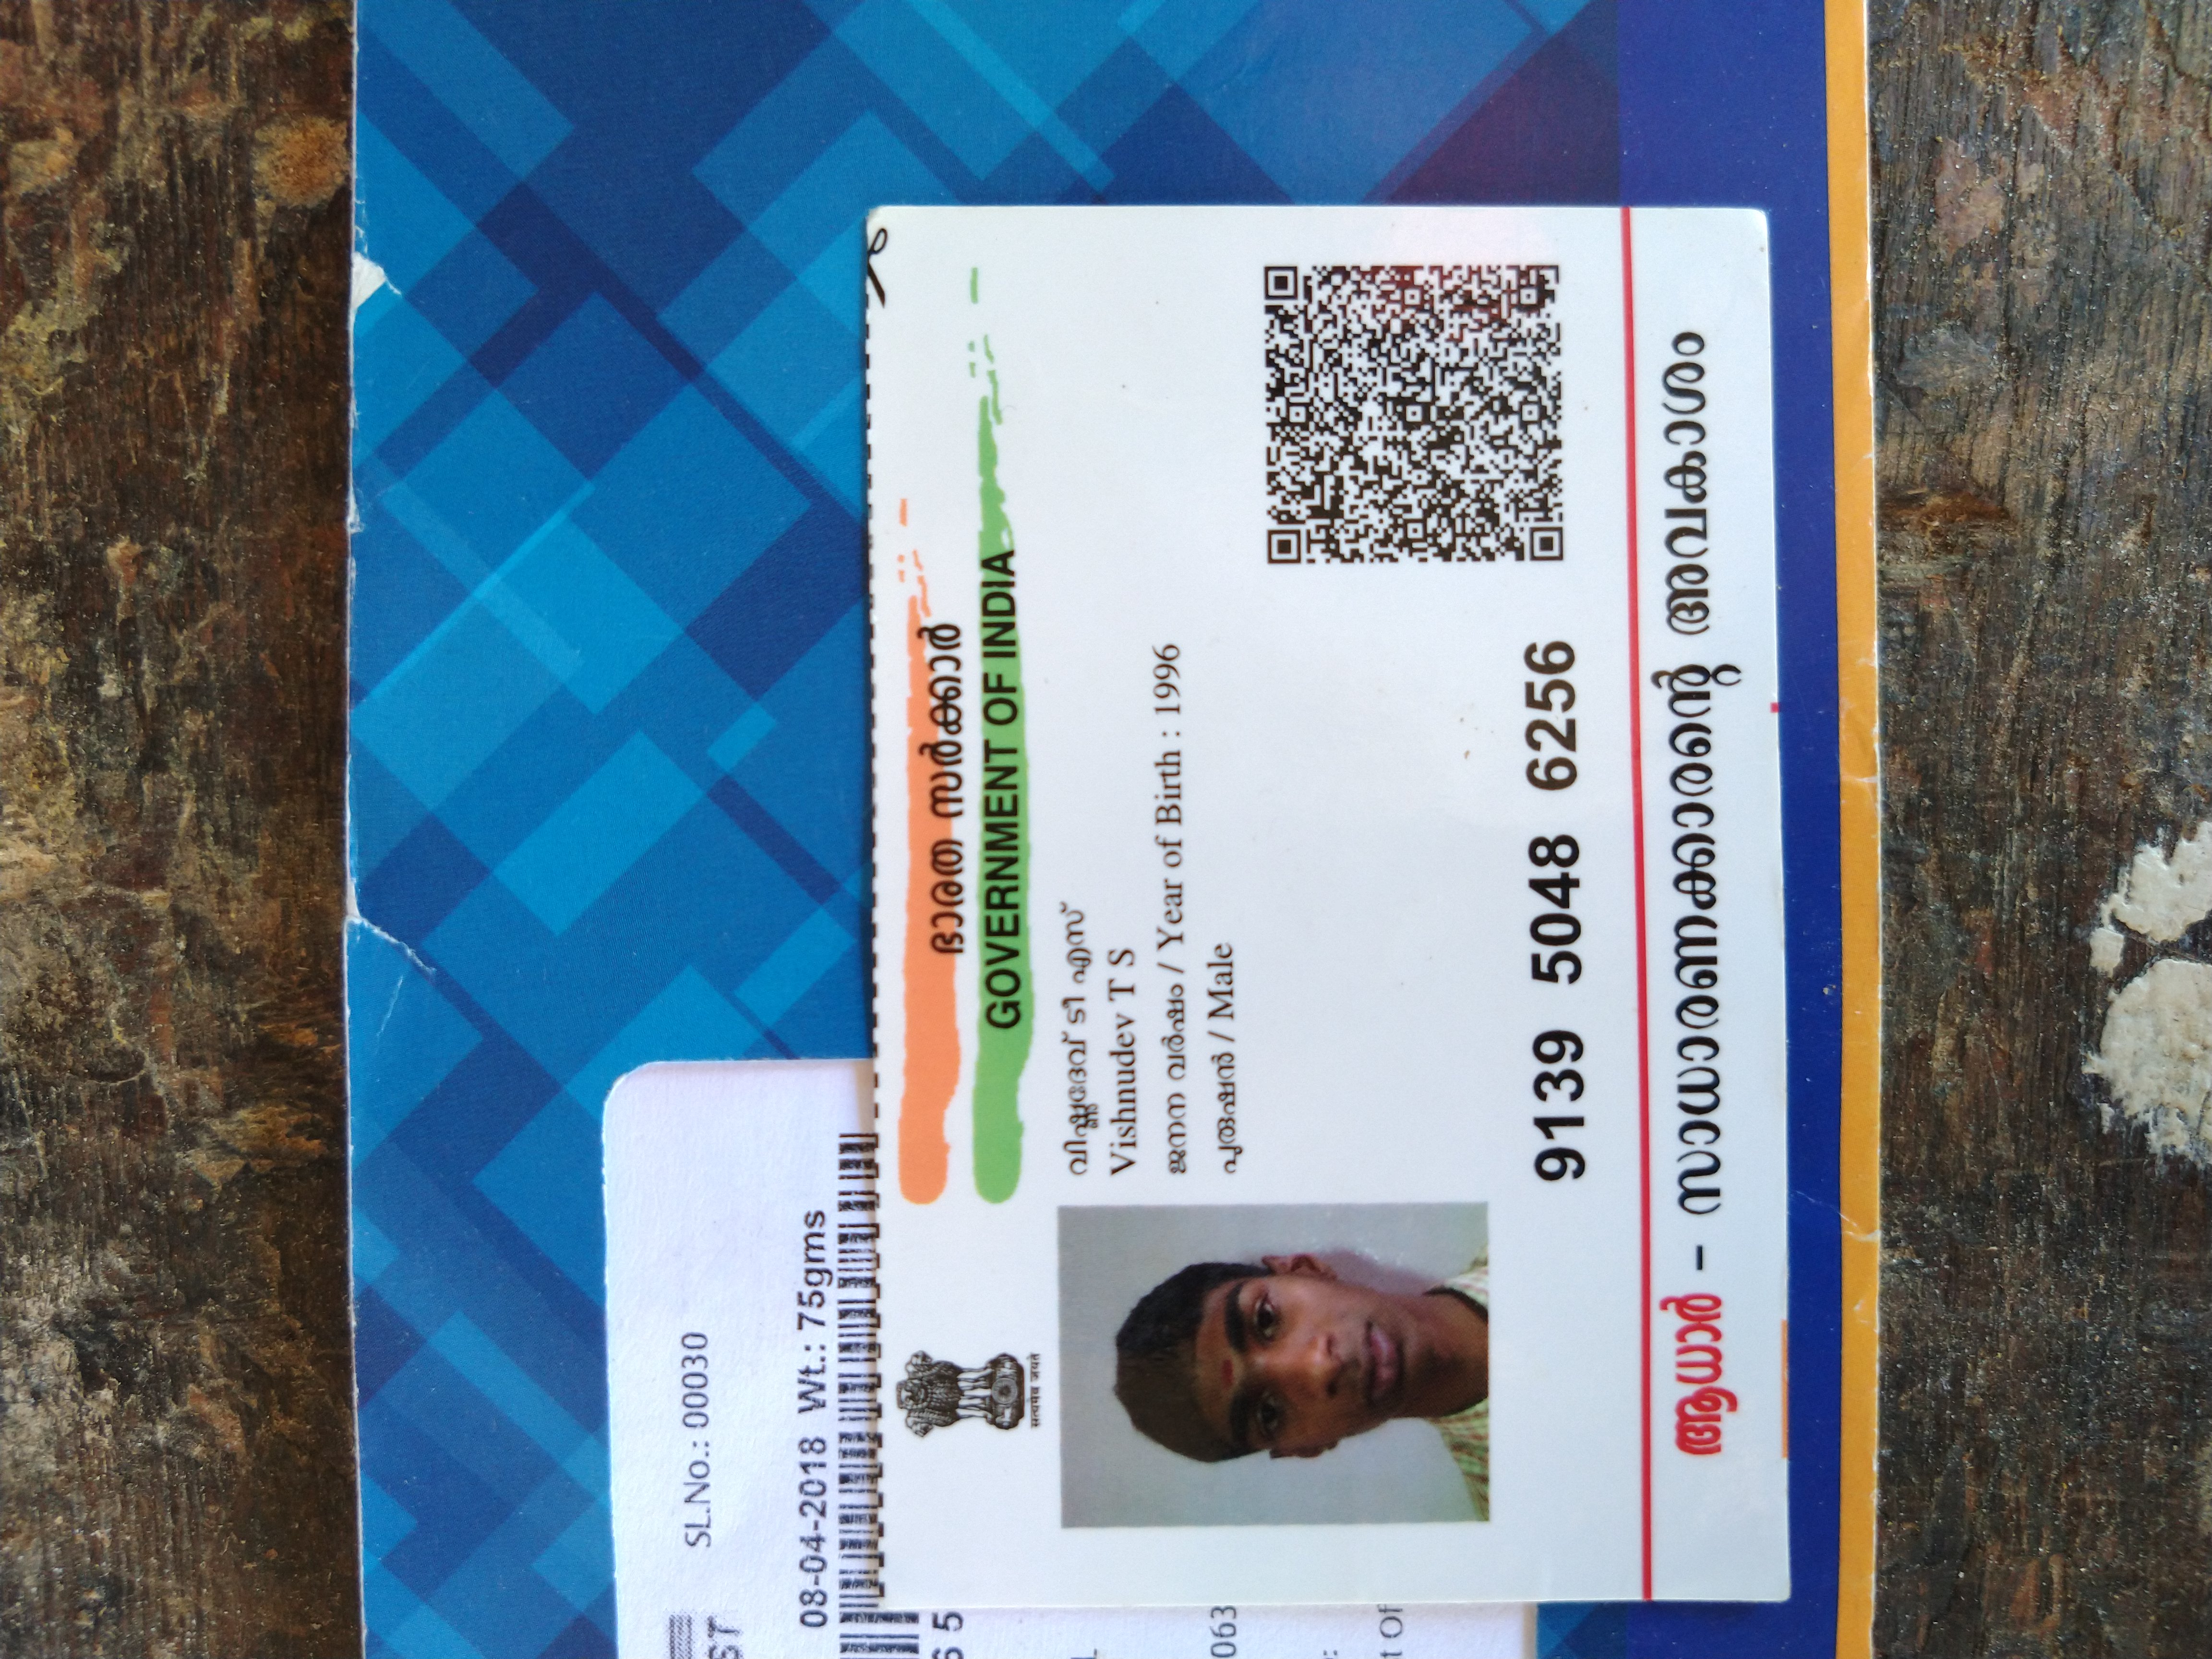 ST
SL.No.: 00030
08-04-2018 Wt.: 75gms
6 5
063
t Of
सत्यमेव जयते
ഭാരത സർക്കാർ
GOVERNMENT OF INDIA
വിഷ്ണുദേവ് ടീ എസ്
Vishnudev T S
ജനന വർഷം / Year of Birth : 1996
പുരുഷൻ / Male
9139 5048 6256
ആധാർ – സാധാരണക്കാരന്റെ അവകാശം